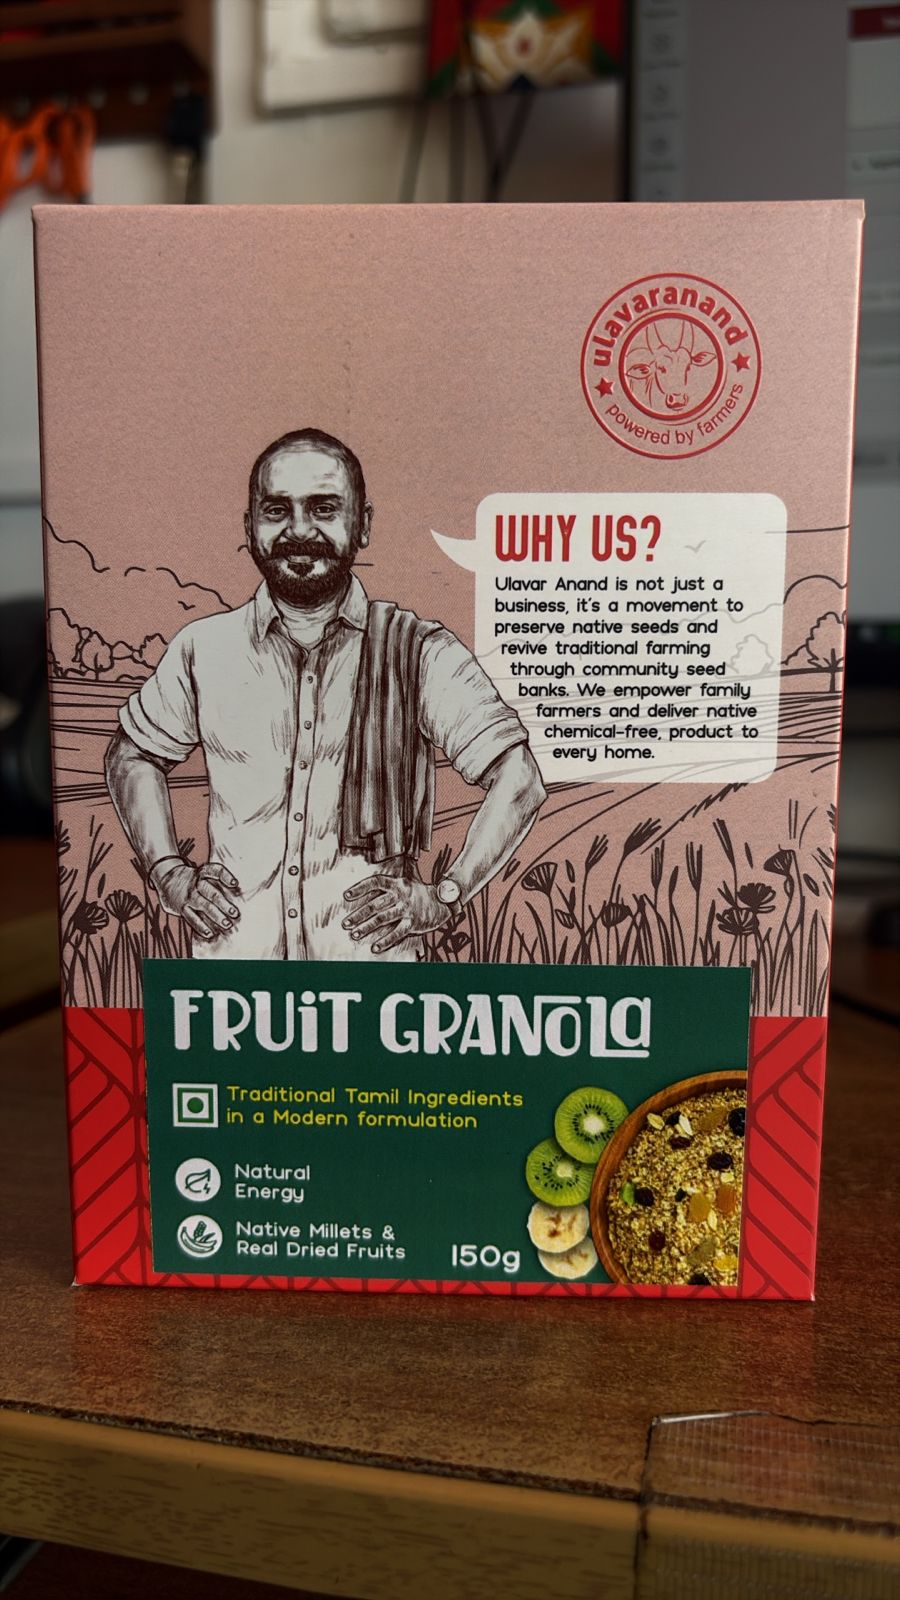 ulavaranand
powered by farmers
WHY US?
Ulavar Anand is not just a
business, it's a movement to
preserve native seeds and
revive traditional farming
through community seed
banks. We empower family
farmers and deliver native
chemical-free, product to
every home.
FRUiT GRANOLa
Traditional Tamil Ingredients
in a Modern formulation
Natural
Energy
Native Millets &
Real Dried Fruits
150g